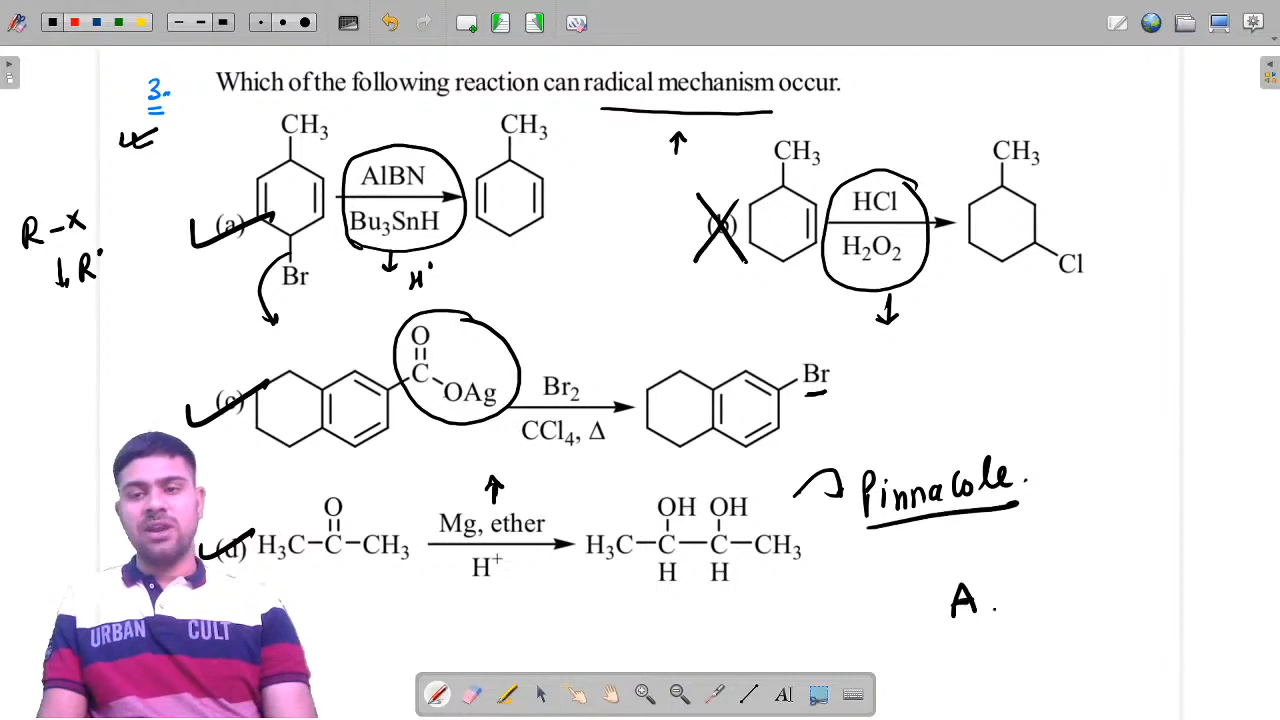 3.
Which of the following reaction can radical mechanism occur.
CH3
AlBN
Bu3SnH
CH3
(a)
Br
H•
R-X
R•
CH3
HCl
H2O2
CH3
Cl
(b)
O
C
OAg
(c)
Br2
CCl4, Δ
Br
Pinnacole.
(d)
O
H3C-C-CH3
Mg, ether
H+
OH OH
H3C-C-C-CH3
H H
A.
URBAN CULT
A